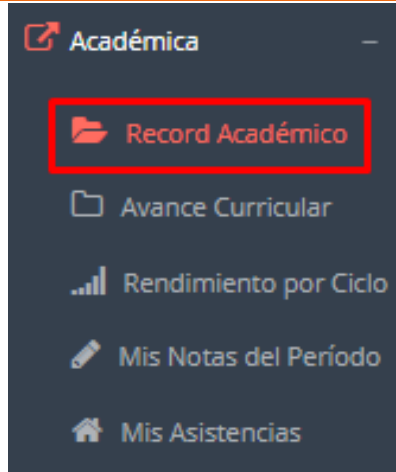 Académica
Record Académico
Avance Curricular
Rendimiento por Ciclo
Mis Notas del Período
Mis Asistencias